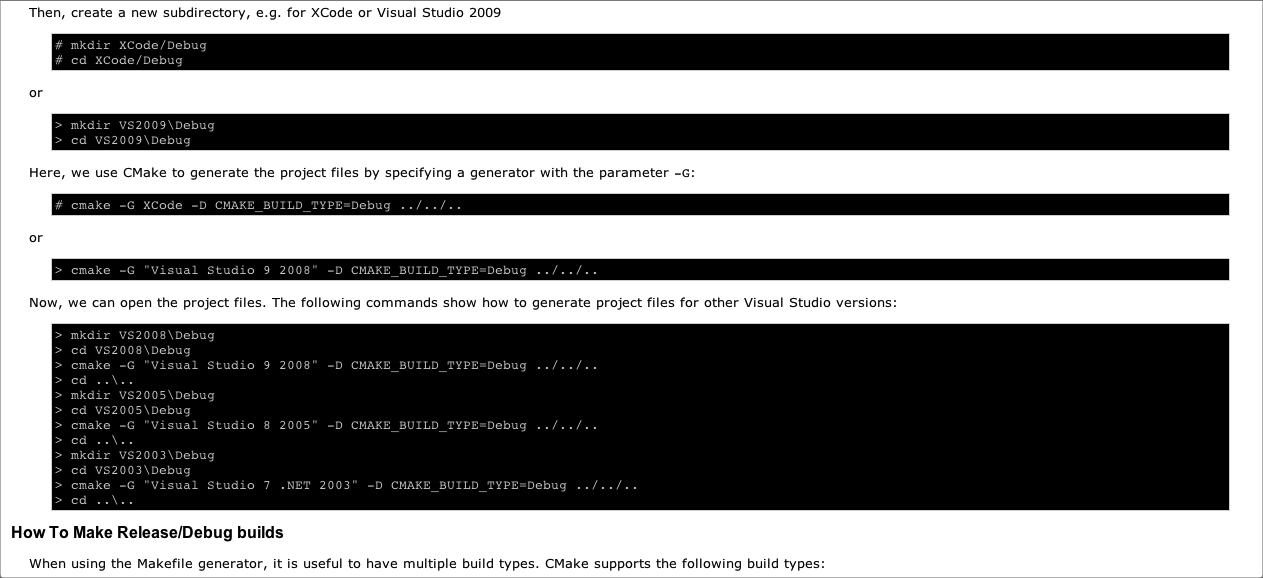 Then, create a new subdirectory, e.g. for XCode or Visual Studio 2009
# mkdir XCode/Debug
# cd XCode/Debug
or
> mkdir VS2009\Debug
> cd VS2009\Debug
Here, we use CMake to generate the project files by specifying a generator with the parameter -G:
# cmake -G XCode -D CMAKE_BUILD_TYPE=Debug ../../..
or
> cmake -G "Visual Studio 9 2008" -D CMAKE_BUILD_TYPE=Debug ../../..
Now, we can open the project files. The following commands show how to generate project files for other Visual Studio versions:
> mkdir VS2008\Debug
> cd VS2008\Debug
> cmake -G "Visual Studio 9 2008" -D CMAKE_BUILD_TYPE=Debug ../../..
> cd ..\..
> mkdir VS2005\Debug
> cd VS2005\Debug
> cmake -G "Visual Studio 8 2005" -D CMAKE_BUILD_TYPE=Debug ../../..
> cd ..\..
> mkdir VS2003\Debug
> cd VS2003\Debug
> cmake -G "Visual Studio 7 .NET 2003" -D CMAKE_BUILD_TYPE=Debug ../../..
> cd ..\..
How To Make Release/Debug builds
When using the Makefile generator, it is useful to have multiple build types. CMake supports the following build types: